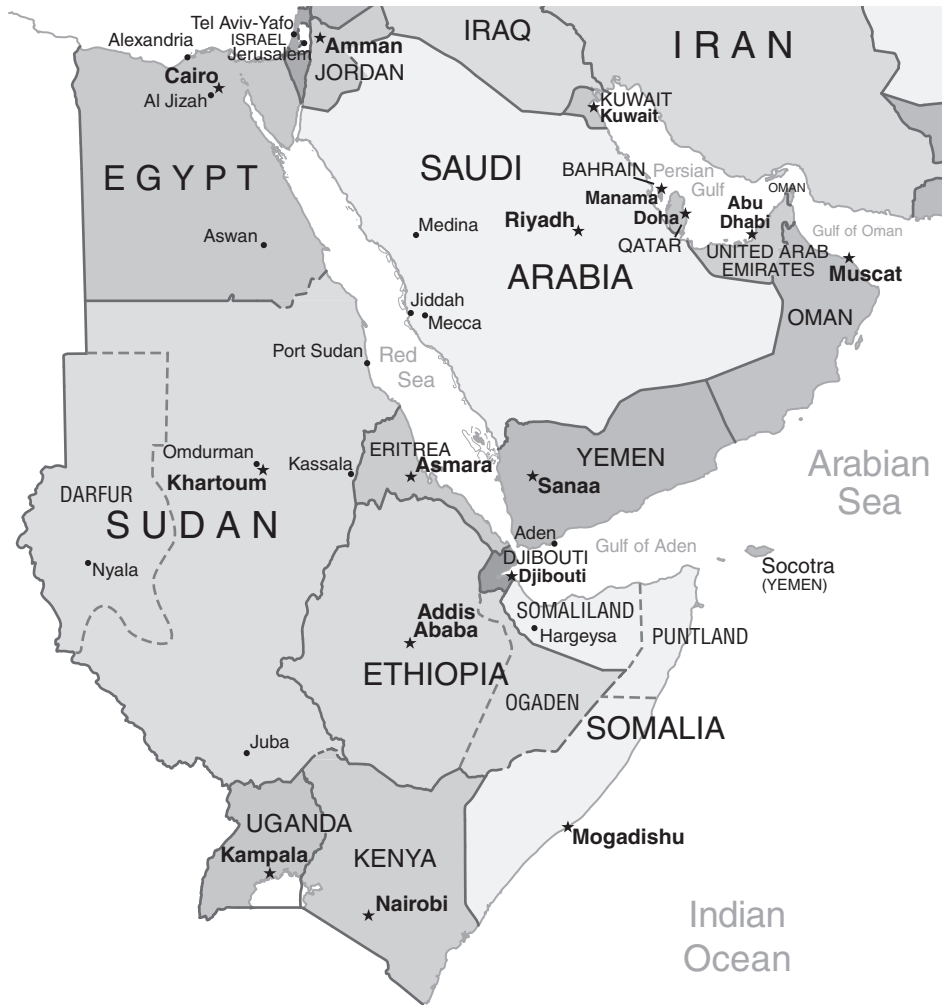 Tel Aviv-Yafo
Alexandria
ISRAEL
Jerusalem
Amman
JORDAN
IRAQ
IRAN
Cairo
Al Jizah
KUWAIT
Kuwait
EGYPT
SAUDI
ARABIA
BAHRAIN
Manama
Persian
Gulf
OMAN
Doha
QATAR
Abu
Dhabi
UNITED ARAB
EMIRATES
Gulf of Oman
Muscat
OMAN
Medina
Riyadh
Aswan
Jiddah
Mecca
Port Sudan
Red
Sea
Omdurman
Khartoum
Kassala
ERITREA
Asmara
YEMEN
Sanaa
Arabian
Sea
DARFUR
SUDAN
Nyala
Aden
Gulf of Aden
DJIBOUTI
Djibouti
Socotra
(YEMEN)
SOMALILAND
Hargeysa
PUNTLAND
Addis
Ababa
ETHIOPIA
OGADEN
SOMALIA
Juba
UGANDA
Kampala
KENYA
Nairobi
Mogadishu
Indian
Ocean